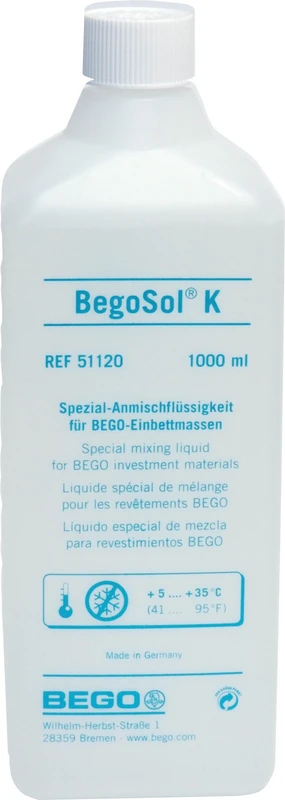 BegoSol® K
REF 51120 1000 ml
Spezial-Anmischflüssigkeit
für BEGO-Einbettmassen
Special mixing liquid
for BEGO investment materials
Liquide spécial de mélange
pour les revêtements BEGO
Líquido especial de mezcla
para revestimientos BEGO
+ 5 .... + 35 °C
(41 .... 95°F)
Made in Germany
BEGO
Wilhelm-Herbst-Straße 1
28359 Bremen · www.bego.com